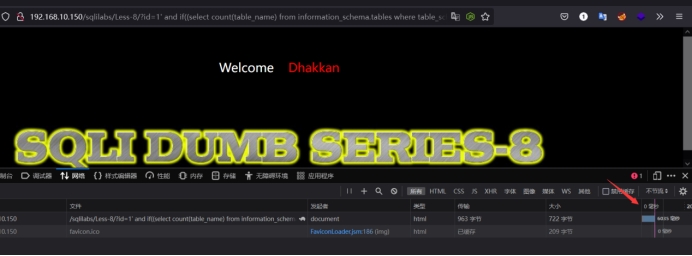 192.168.10.150/sqlilabs/Less-8/?id=1' and if((select count(table_name) from information_schema.tables where table_s
Welcome Dhakkan
SQLI DUMB SERIES-8
制台 调试器 网络 {} 样式编辑器 性能 内存 存储 无障碍环境 应用程序 1
HTML CSS JS XHR 字体 图像 媒体 WS 其他 禁用缓存 不节流
文件 发起者 类型 传输 大小 0 毫秒
0.150 /sqlilabs/Less-8/?id=1' and if((select count(table_name) from information_schem document html 963 字节 722 字节
0.150 favicon.ico FaviconLoader.jsm:186 (img) html 已缓存 209 字节 0 毫秒